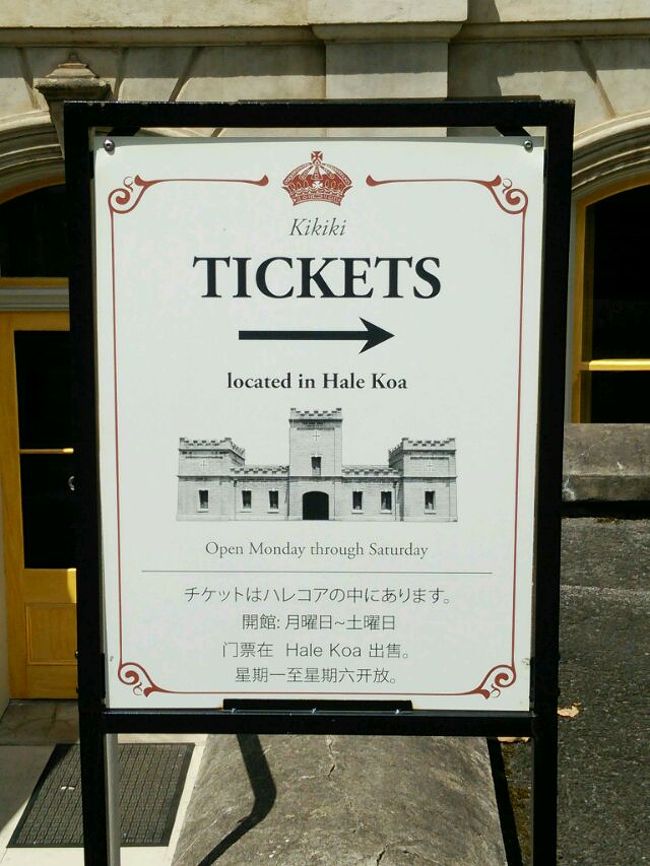 Kikiki
TICKETS
located in Hale Koa
Open Monday through Saturday
チケットはハレコアの中にあります。
開館: 月曜日~土曜日
门票在 Hale Koa 出售。
星期一至星期六开放。